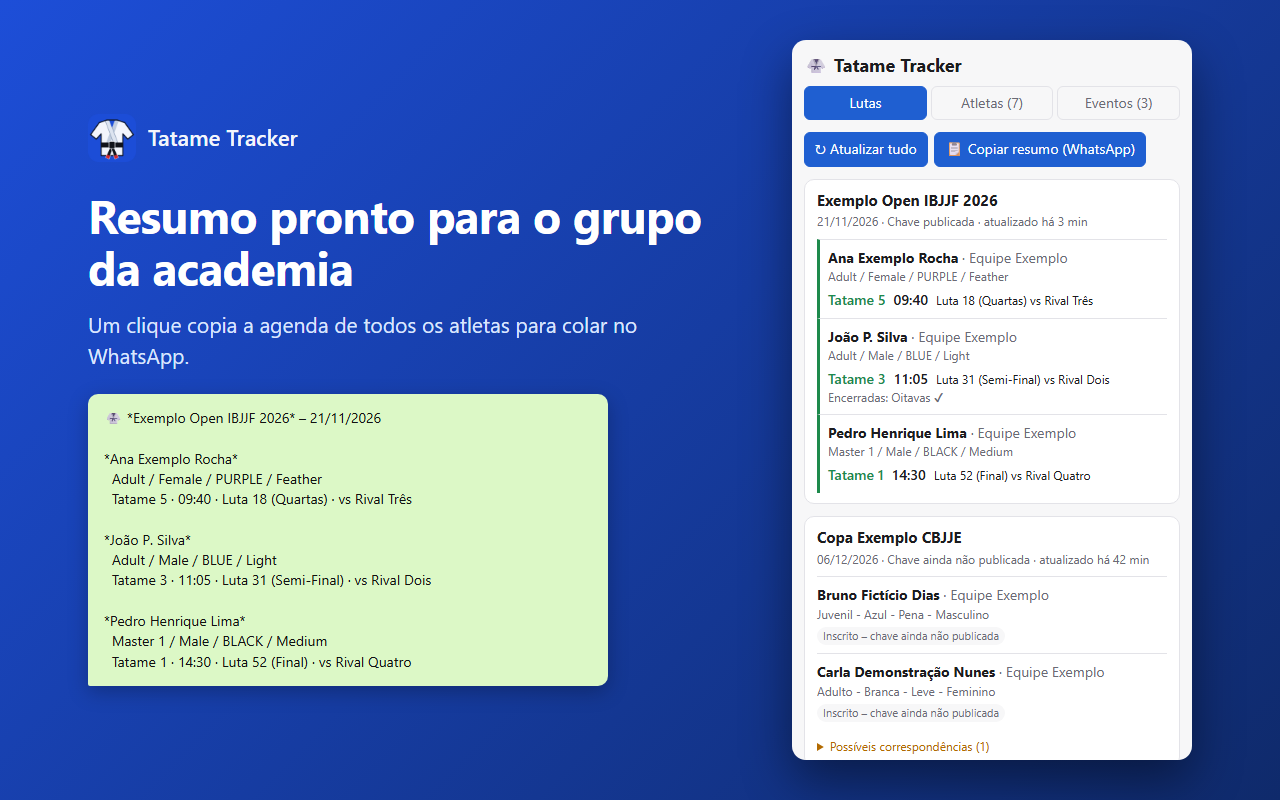 Tatame Tracker
Resumo pronto para o grupo
da academia
Um clique copia a agenda de todos os atletas para colar no
WhatsApp.
*Exemplo Open IBJJF 2026* – 21/11/2026
*Ana Exemplo Rocha*
Adult / Female / PURPLE / Feather
Tatame 5 · 09:40 · Luta 18 (Quartas) · vs Rival Três
*João P. Silva*
Adult / Male / BLUE / Light
Tatame 3 · 11:05 · Luta 31 (Semi-Final) · vs Rival Dois
*Pedro Henrique Lima*
Master 1 / Male / BLACK / Medium
Tatame 1 · 14:30 · Luta 52 (Final) · vs Rival Quatro
Tatame Tracker
Lutas Atletas (7) Eventos (3)
↻ Atualizar tudo 📋 Copiar resumo (WhatsApp)
Exemplo Open IBJJF 2026
21/11/2026 · Chave publicada · atualizado há 3 min
Ana Exemplo Rocha · Equipe Exemplo
Adult / Female / PURPLE / Feather
Tatame 5 09:40 Luta 18 (Quartas) vs Rival Três
João P. Silva · Equipe Exemplo
Adult / Male / BLUE / Light
Tatame 3 11:05 Luta 31 (Semi-Final) vs Rival Dois
Encerradas: Oitavas ✓
Pedro Henrique Lima · Equipe Exemplo
Master 1 / Male / BLACK / Medium
Tatame 1 14:30 Luta 52 (Final) vs Rival Quatro
Copa Exemplo CBJJE
06/12/2026 · Chave ainda não publicada · atualizado há 42 min
Bruno Fictício Dias · Equipe Exemplo
Juvenil - Azul - Pena - Masculino
Inscrito – chave ainda não publicada
Carla Demonstração Nunes · Equipe Exemplo
Adulto - Branca - Leve - Feminino
Inscrito – chave ainda não publicada
▶ Possíveis correspondências (1)